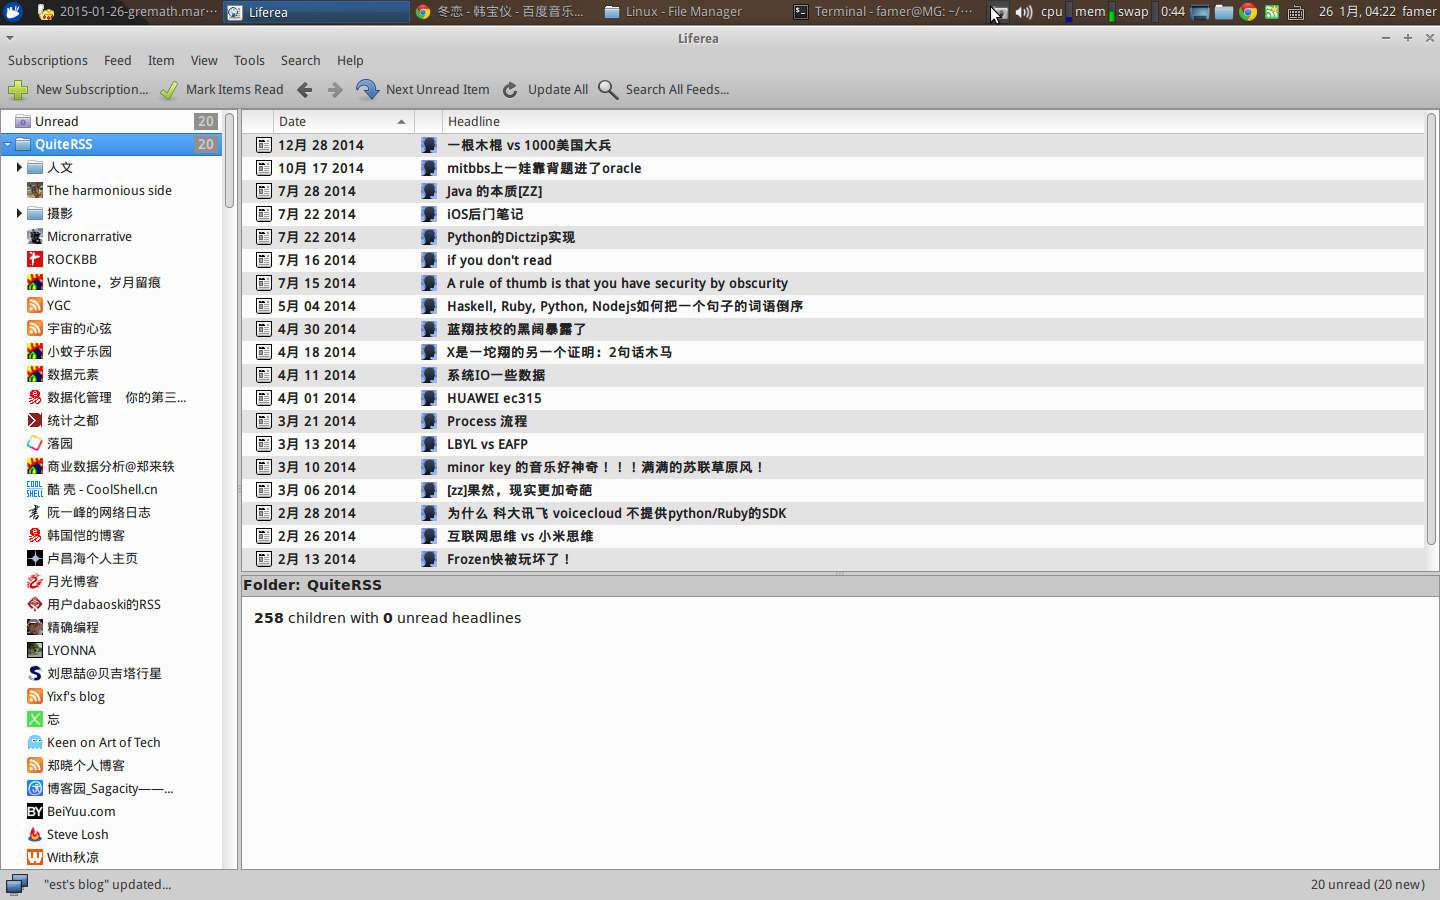 2015-01-26-gremath.mar···
Liferea
冬恋 - 韩宝仪 - 百度音乐...
Linux - File Manager
Terminal - famer@MG: ~/···
cpu
mem
swap
0:44
26 1月, 04:22
famer
Liferea
Subscriptions Feed Item View Tools Search Help
New Subscription... Mark Items Read Next Unread Item Update All Search All Feeds...
Unread 20
QuiteRSS 20
人文
The harmonious side
摄影
Micronarrative
ROCKBB
Wintone，岁月留痕
YGC
宇宙的心弦
小蚊子乐园
数据元素
数据化管理　你的第三...
统计之都
落园
商业数据分析@郑来轶
酷 壳 - CoolShell.cn
阮一峰的网络日志
韩国恺的博客
卢昌海个人主页
月光博客
用户dabaoski的RSS
精确编程
LYONNA
刘思喆@贝吉塔行星
Yixf's blog
忘
Keen on Art of Tech
郑晓个人博客
博客园_Sagacity——...
BeiYuu.com
Steve Losh
With秋凉
Date Headline
12月 28 2014 一根木棍 vs 1000美国大兵
10月 17 2014 mitbbs上一娃靠背题进了oracle
7月 28 2014 Java 的本质[ZZ]
7月 22 2014 iOS后门笔记
7月 22 2014 Python的Dictzip实现
7月 16 2014 if you don't read
7月 15 2014 A rule of thumb is that you have security by obscurity
5月 04 2014 Haskell, Ruby, Python, Nodejs如何把一个句子的词语倒序
4月 30 2014 蓝翔技校的黑阔暴露了
4月 18 2014 X是一坨翔的另一个证明：2句话木马
4月 11 2014 系统IO一些数据
4月 01 2014 HUAWEI ec315
3月 21 2014 Process 流程
3月 13 2014 LBYL vs EAFP
3月 10 2014 minor key 的音乐好神奇！！！满满的苏联草原风！
3月 06 2014 [zz]果然，现实更加奇葩
2月 28 2014 为什么 科大讯飞 voicecloud 不提供python/Ruby的SDK
2月 26 2014 互联网思维 vs 小米思维
2月 13 2014 Frozen快被玩坏了！
Folder: QuiteRSS
258 children with 0 unread headlines
"est's blog" updated...
20 unread (20 new)